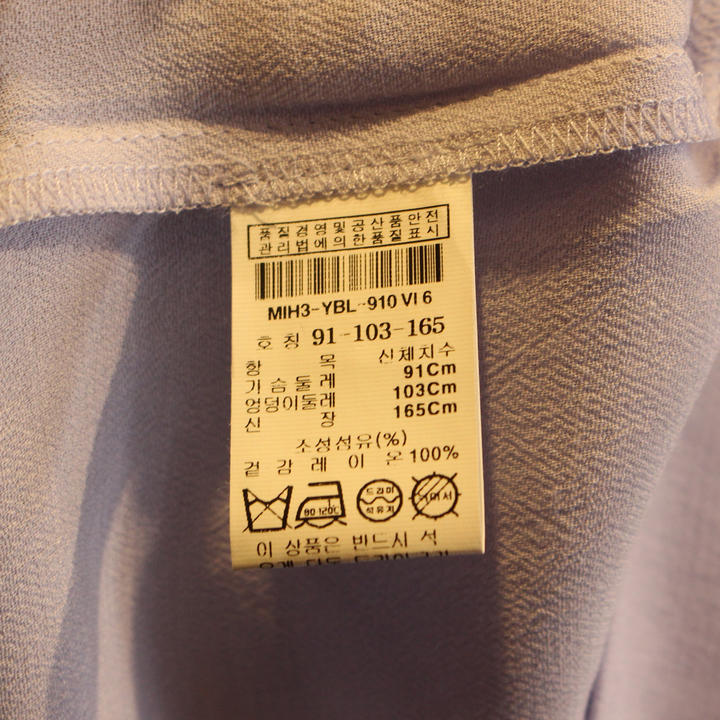 품질경영및공산품안전
관리법에의한품질표시
MIH3-YBL-910 VI 6
호 칭 91-103-165
항 목 신체치수
가슴둘레 91Cm
엉덩이둘레 103Cm
신 장 165Cm
소성섬유(%)
겉감레이온 100%
80-120℃
드라이
석유계
이 상품은 반드시 석